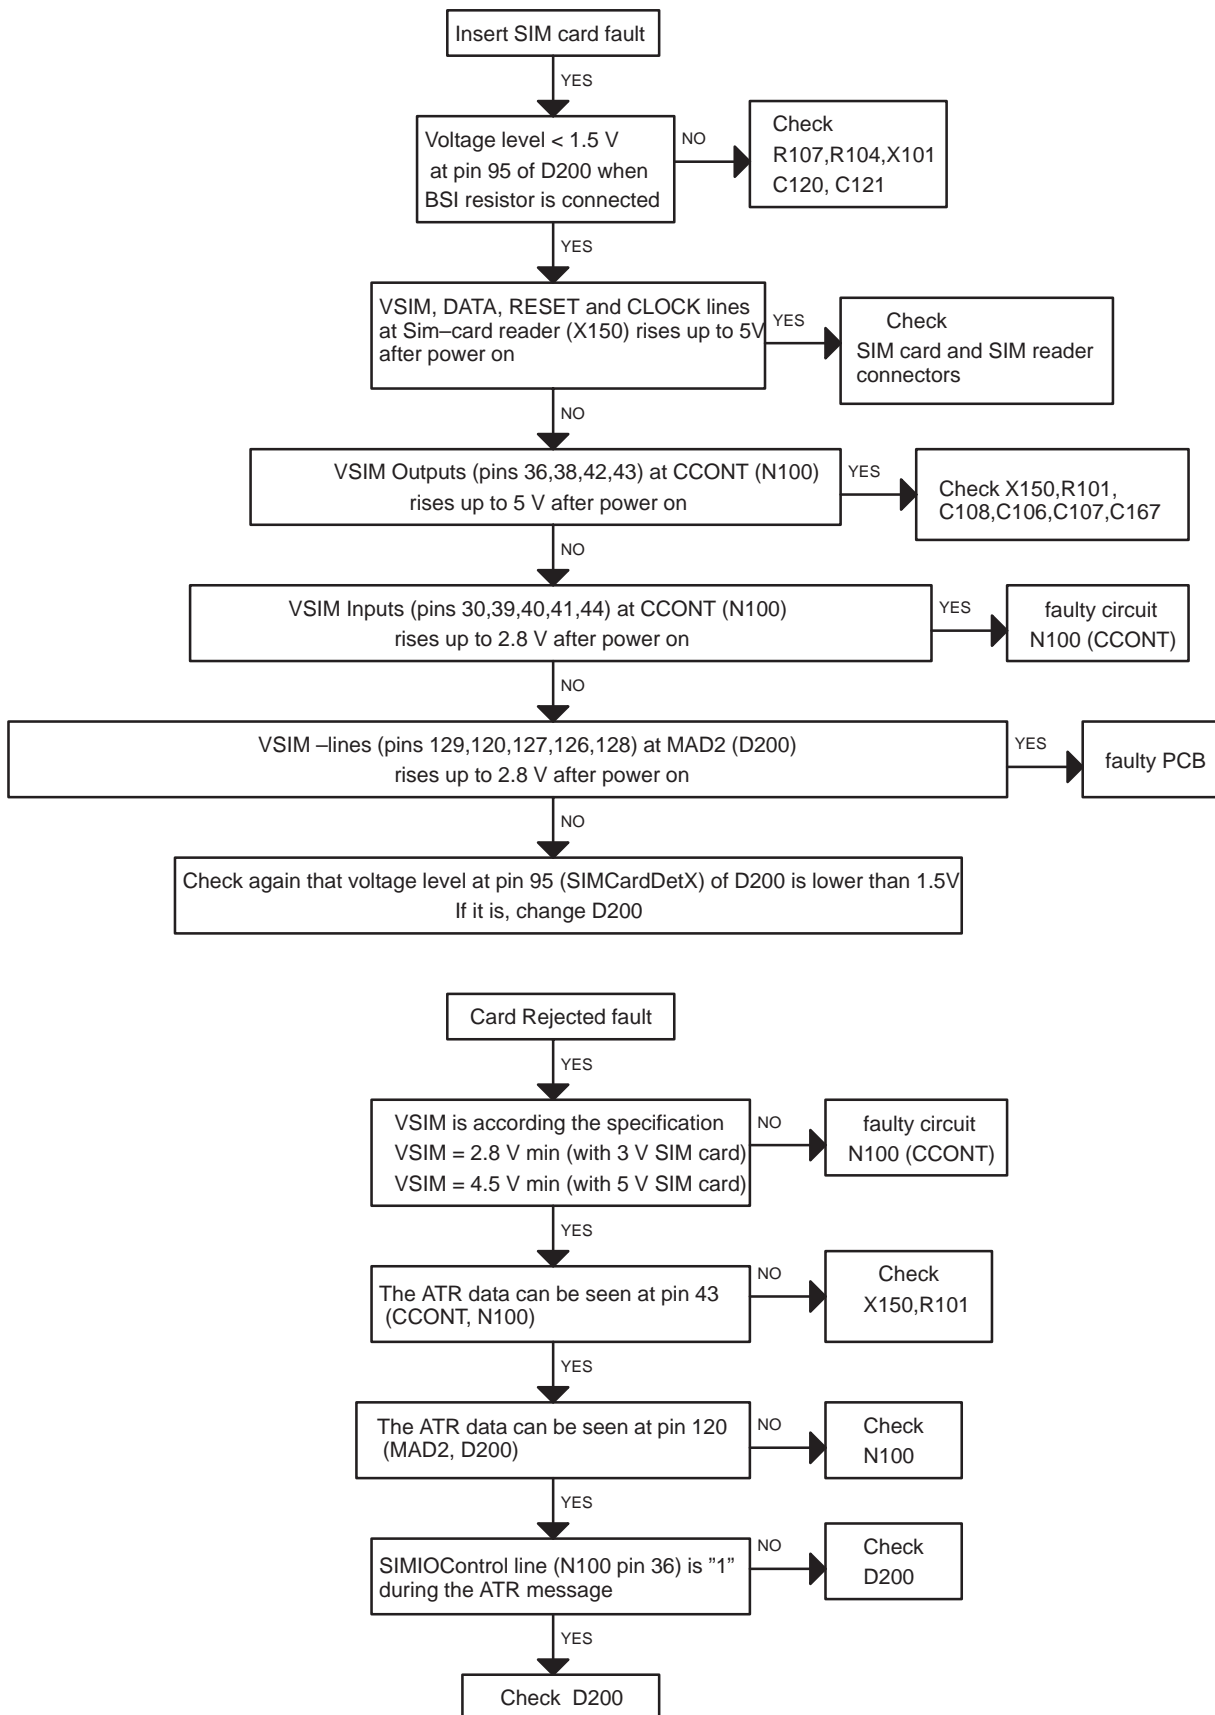 Insert SIM card fault
YES
Voltage level < 1.5 V
at pin 95 of D200 when
BSI resistor is connected
NO
Check
R107,R104,X101
C120, C121
YES
VSIM, DATA, RESET and CLOCK lines
at Sim–card reader (X150) rises up to 5V
after power on
YES
Check
SIM card and SIM reader
connectors
NO
VSIM Outputs (pins 36,38,42,43) at CCONT (N100)
rises up to 5 V after power on
YES
Check X150,R101,
C108,C106,C107,C167
NO
VSIM Inputs (pins 30,39,40,41,44) at CCONT (N100)
rises up to 2.8 V after power on
YES
faulty circuit
N100 (CCONT)
NO
VSIM –lines (pins 129,120,127,126,128) at MAD2 (D200)
rises up to 2.8 V after power on
YES
faulty PCB
NO
Check again that voltage level at pin 95 (SIMCardDetX) of D200 is lower than 1.5V
If it is, change D200
Card Rejected fault
YES
VSIM is according the specification
VSIM = 2.8 V min (with 3 V SIM card)
VSIM = 4.5 V min (with 5 V SIM card)
NO
faulty circuit
N100 (CCONT)
YES
The ATR data can be seen at pin 43
(CCONT, N100)
NO
Check
X150,R101
YES
The ATR data can be seen at pin 120
(MAD2, D200)
NO
Check
N100
YES
SIMIOControl line (N100 pin 36) is ”1”
during the ATR message
NO
Check
D200
YES
Check D200